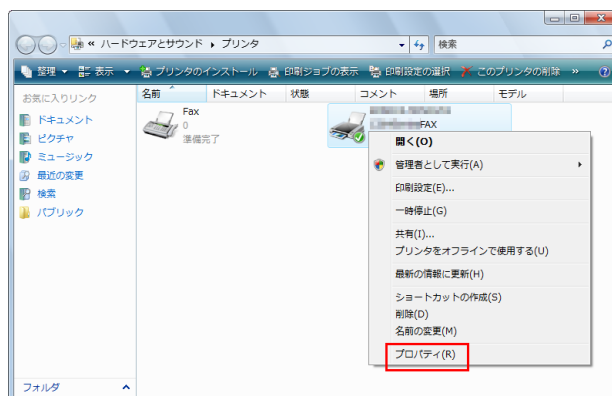 « ハードウェアとサウンド ▸ プリンタ
検索
整理 表示 プリンタのインストール 印刷ジョブの表示 印刷設定の選択 このプリンタの削除 »
お気に入りリンク
ドキュメント
ピクチャ
ミュージック
最近の変更
検索
パブリック
フォルダ
名前 ドキュメント 状態 コメント 場所 モデル
Fax
0
準備完了
FAX
開く(O)
管理者として実行(A)
印刷設定(E)...
一時停止(G)
共有(I)...
プリンタをオフラインで使用する(U)
最新の情報に更新(H)
ショートカットの作成(S)
削除(D)
名前の変更(M)
プロパティ(R)